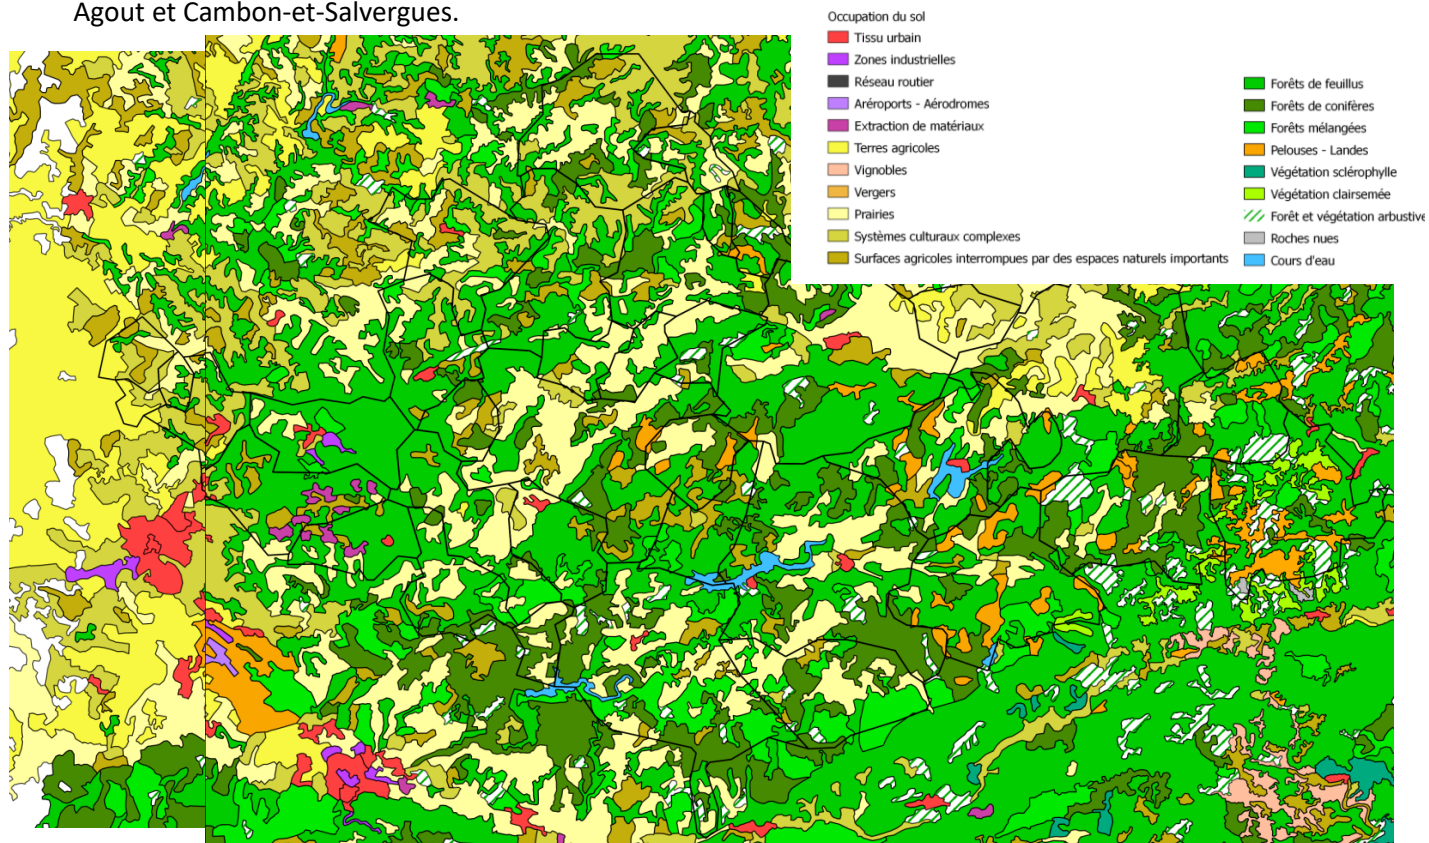 Agout et Cambon-et-Salvergues.
Occupation du sol
Tissu urbain
Zones industrielles
Réseau routier
Aréroports - Aérodromes
Extraction de matériaux
Terres agricoles
Vignobles
Vergers
Prairies
Systèmes culturaux complexes
Surfaces agricoles interrompues par des espaces naturels importants
Forêts de feuillus
Forêts de conifères
Forêts mélangées
Pelouses - Landes
Végétation sclérophylle
Végétation clairsemée
Forêt et végétation arbustive
Roches nues
Cours d'eau